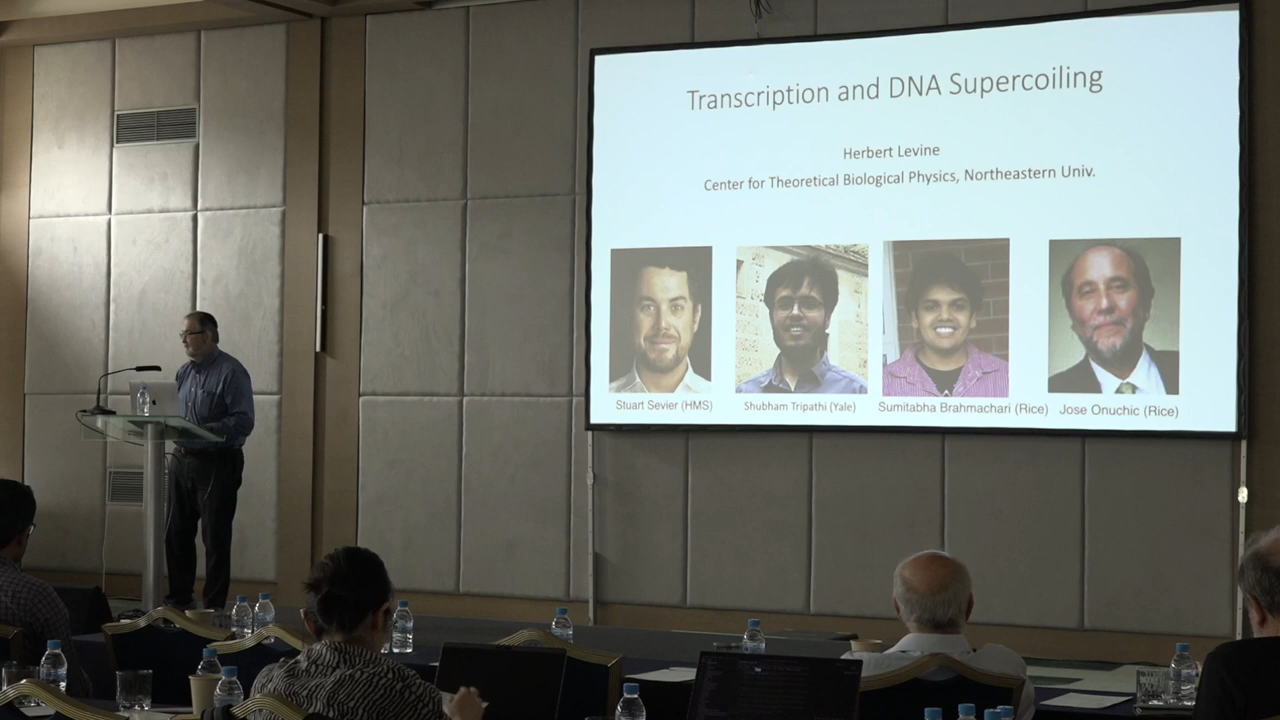 Transcription and DNA Supercoiling
Herbert Levine
Center for Theoretical Biological Physics, Northeastern Univ.
Stuart Sevier (HMS)
Shubham Tripathi (Yale)
Sumitabha Brahmachari (Rice)
Jose Onuchic (Rice)